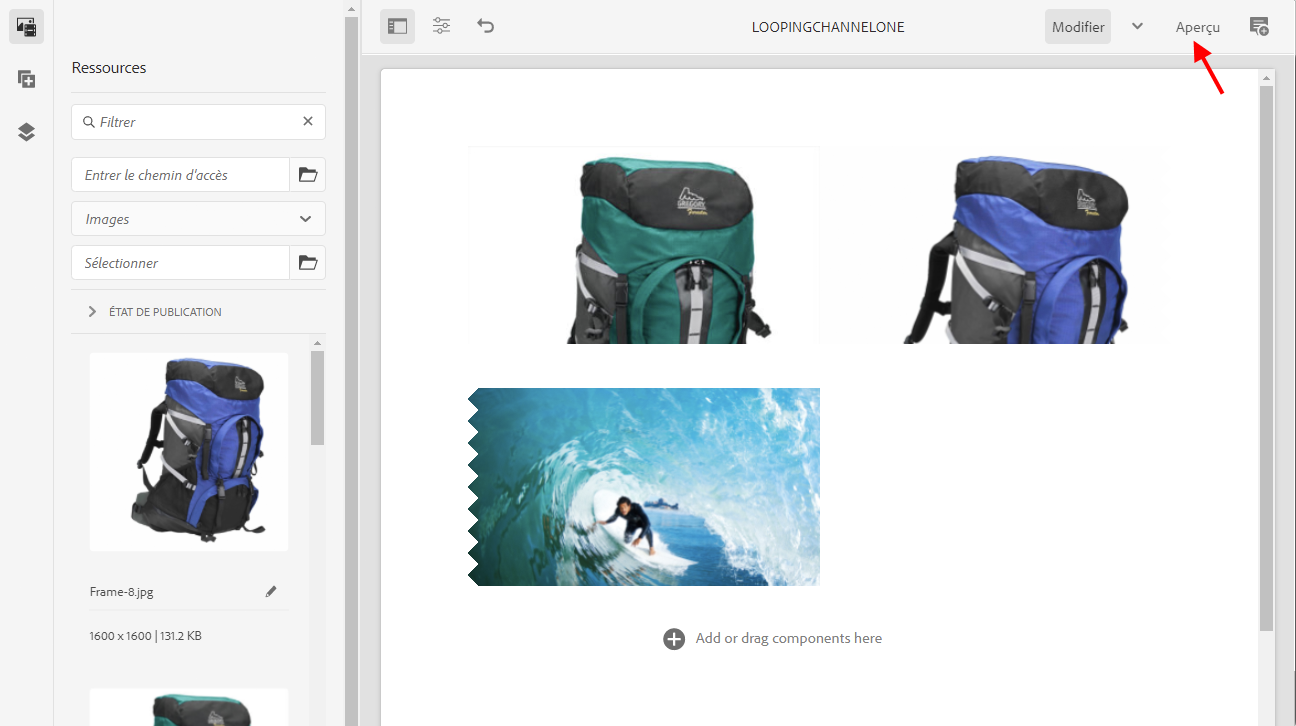 LOOPINGCHANNELONE
Modifier
Aperçu
Ressources
Filtrer
Entrer le chemin d'accès
Images
Sélectionner
ÉTAT DE PUBLICATION
Frame-8.jpg
1600 x 1600 | 131.2 KB
GREGORY
Add or drag components here